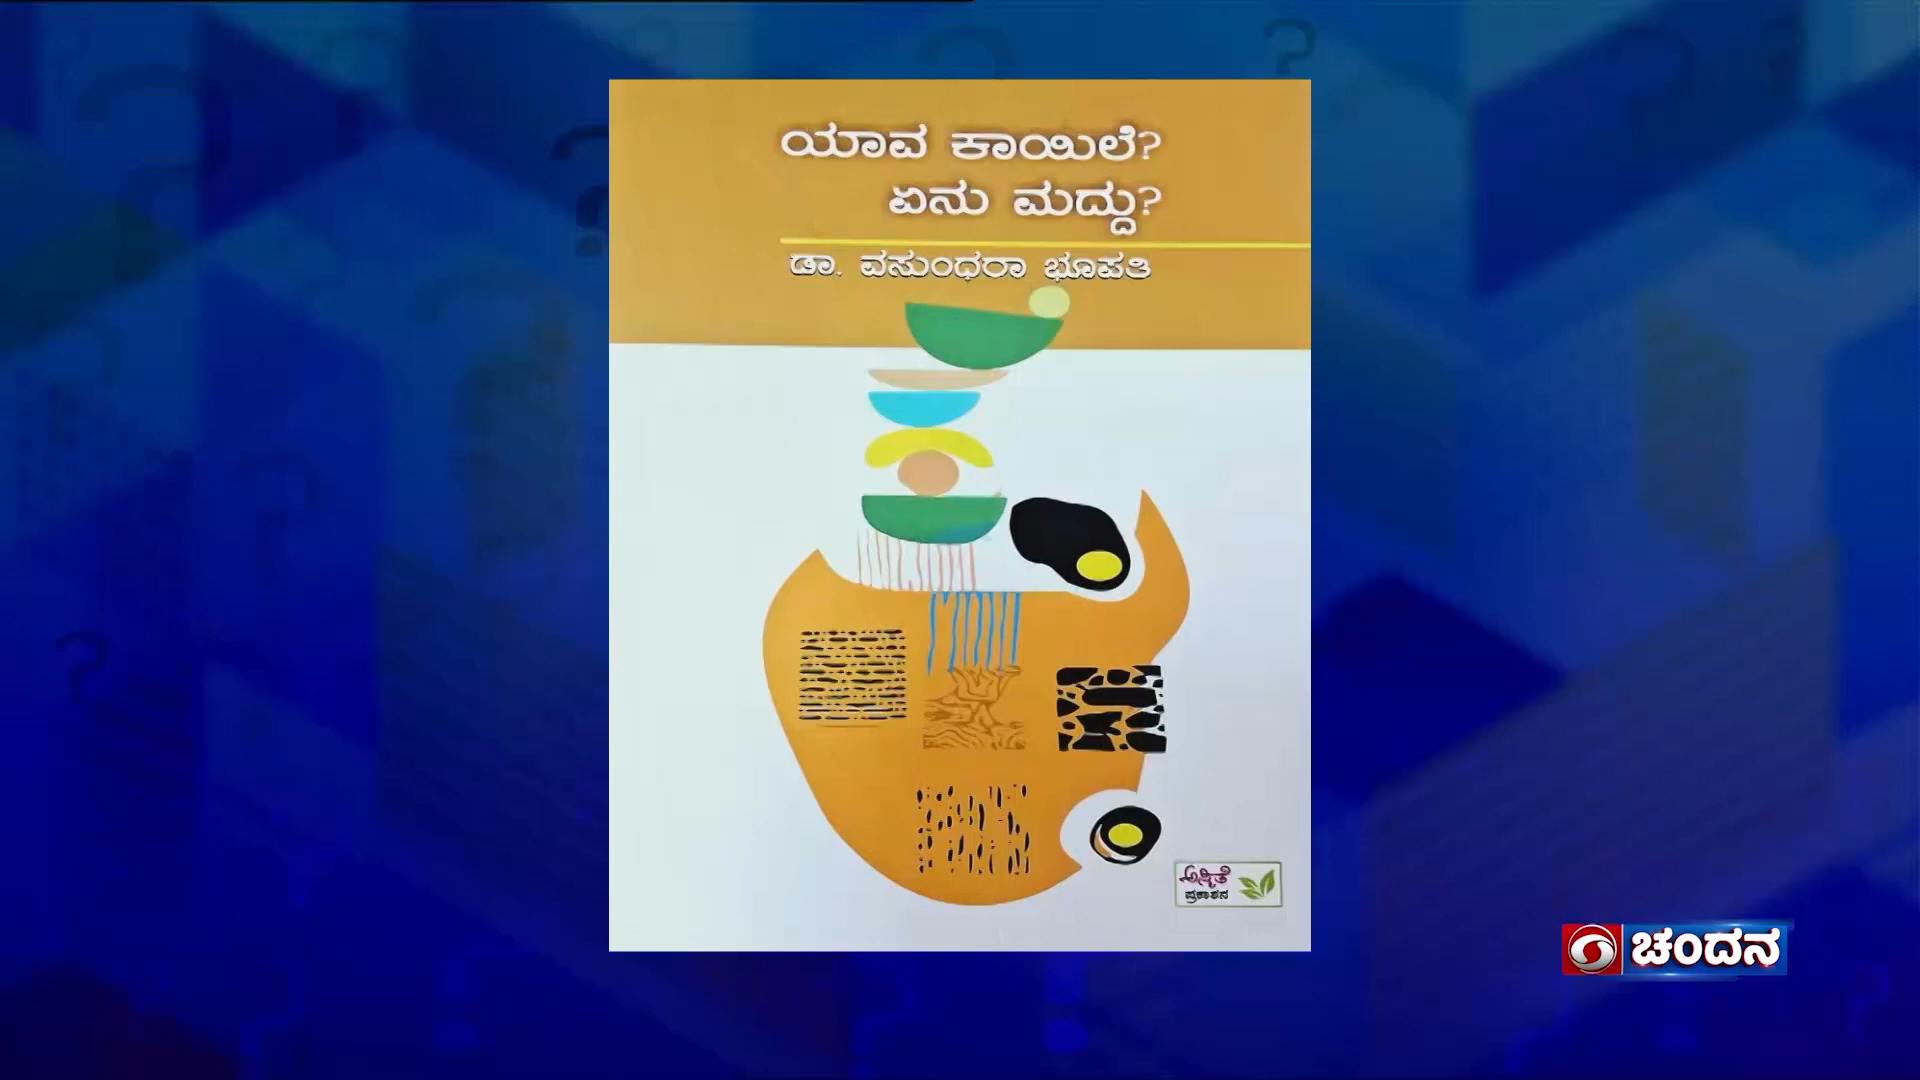 ಯಾವ ಕಾಯಿಲೆ?
ಏನು ಮದ್ದು?
ಡಾ. ವಸುಂಧರಾ ಭೂಪತಿ
ಪ್ರಕಾಶನ
ಚಂದನ